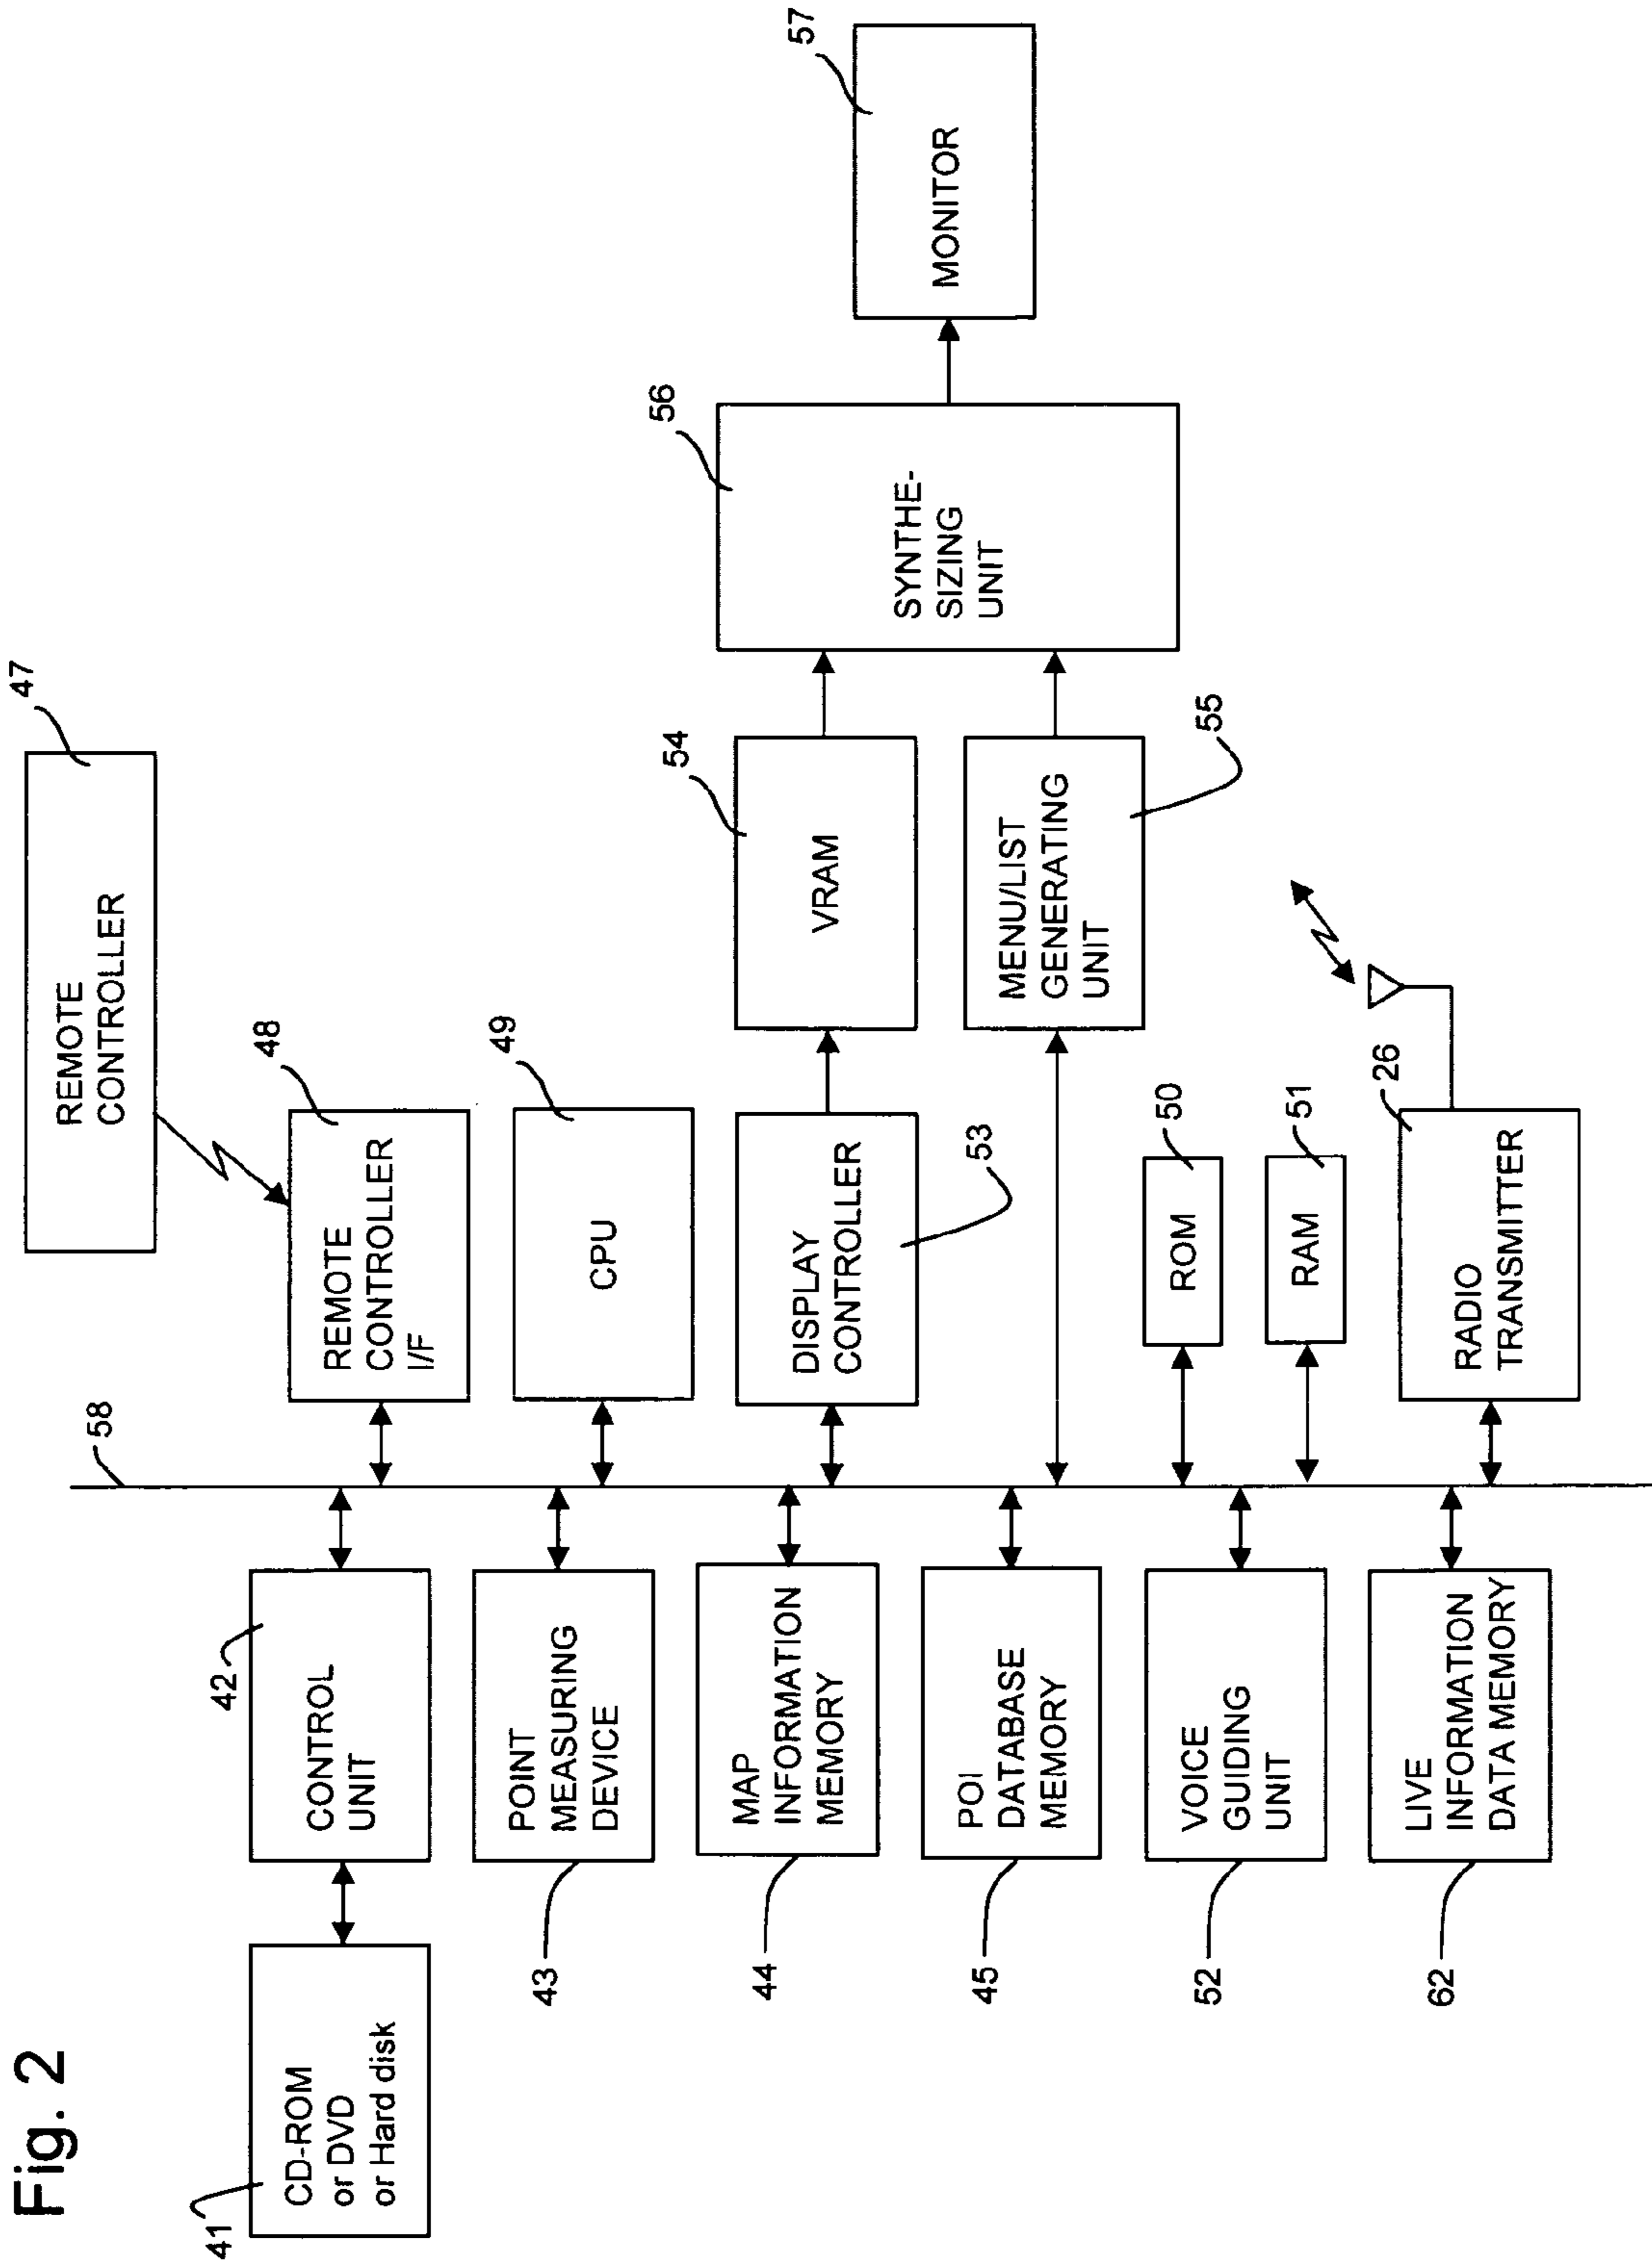 Fig. 2
41
CD-ROM
or DVD
or Hard disk
42
CONTROL
UNIT
43
POINT
MEASURING
DEVICE
44
MAP
INFORMATION
MEMORY
45
POI
DATABASE
MEMORY
52
VOICE
GUIDING
UNIT
62
LIVE
INFORMATION
DATA MEMORY
58
47
REMOTE
CONTROLLER
48
REMOTE
CONTROLLER
I/F
49
CPU
53
DISPLAY
CONTROLLER
54
VRAM
55
MENU/LIST
GENERATING
UNIT
50
ROM
51
RAM
26
RADIO
TRANSMITTER
56
SYNTHE-
SIZING
UNIT
57
MONITOR